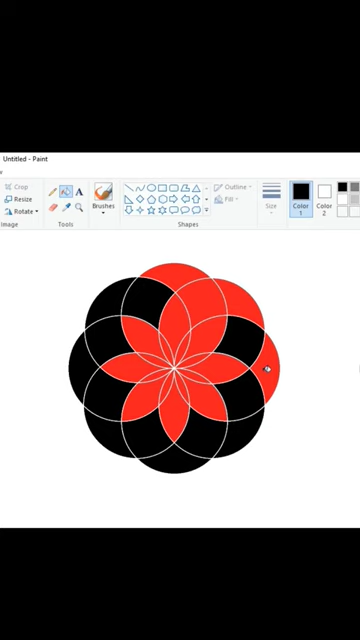 Untitled - Paint
Crop
Resize
Rotate
A
Brushes
Outline
Fill
Size
Color 1
Color 2
Image
Tools
Shapes